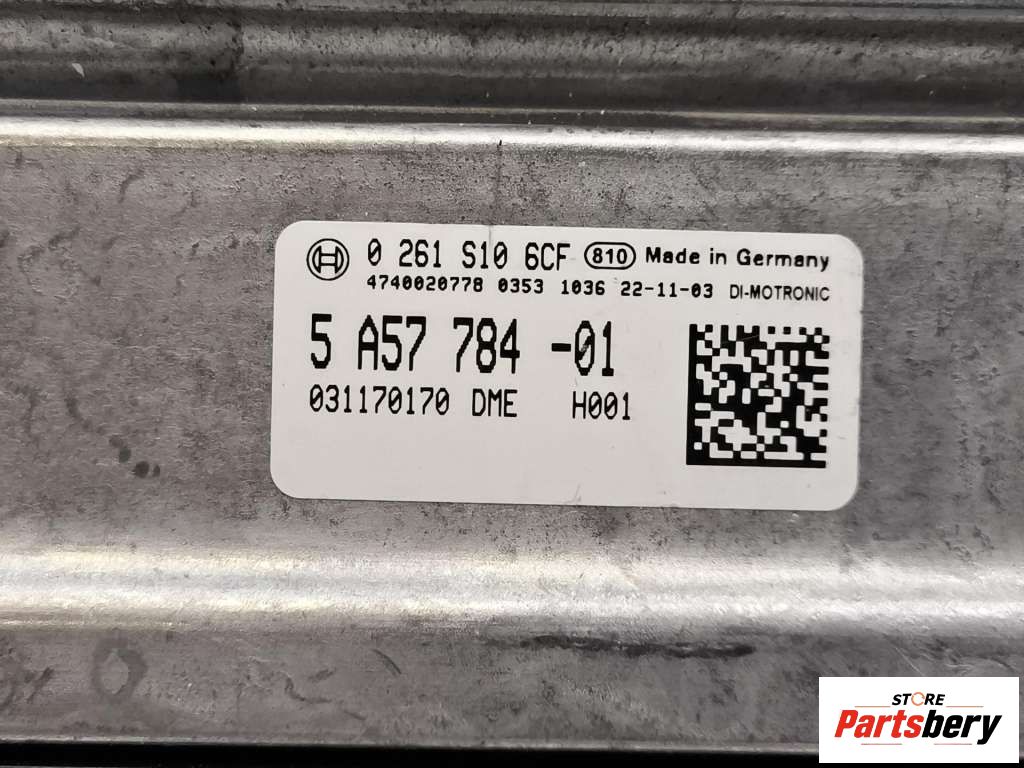 0 261 S10 6CF 810 Made in Germany
4740020778 0353 1036 22-11-03 DI-MOTRONIC
5 A57 784 -01
031170170 DME H001
STORE
Partsbery